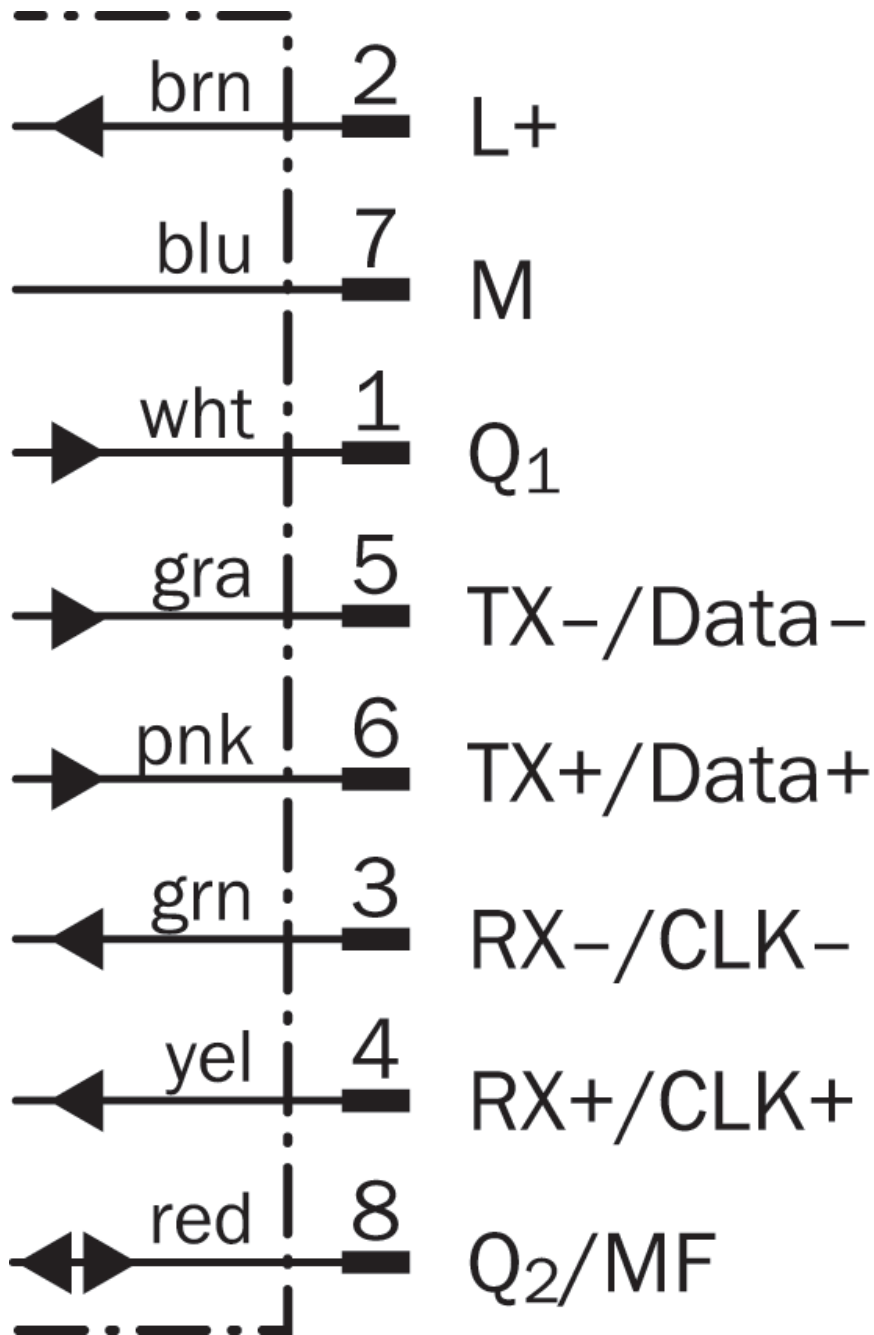 brn 2 L+
blu 7 M
wht 1 Q₁
gra 5 TX–/Data–
pnk 6 TX+/Data+
grn 3 RX–/CLK–
yel 4 RX+/CLK+
red 8 Q₂/MF